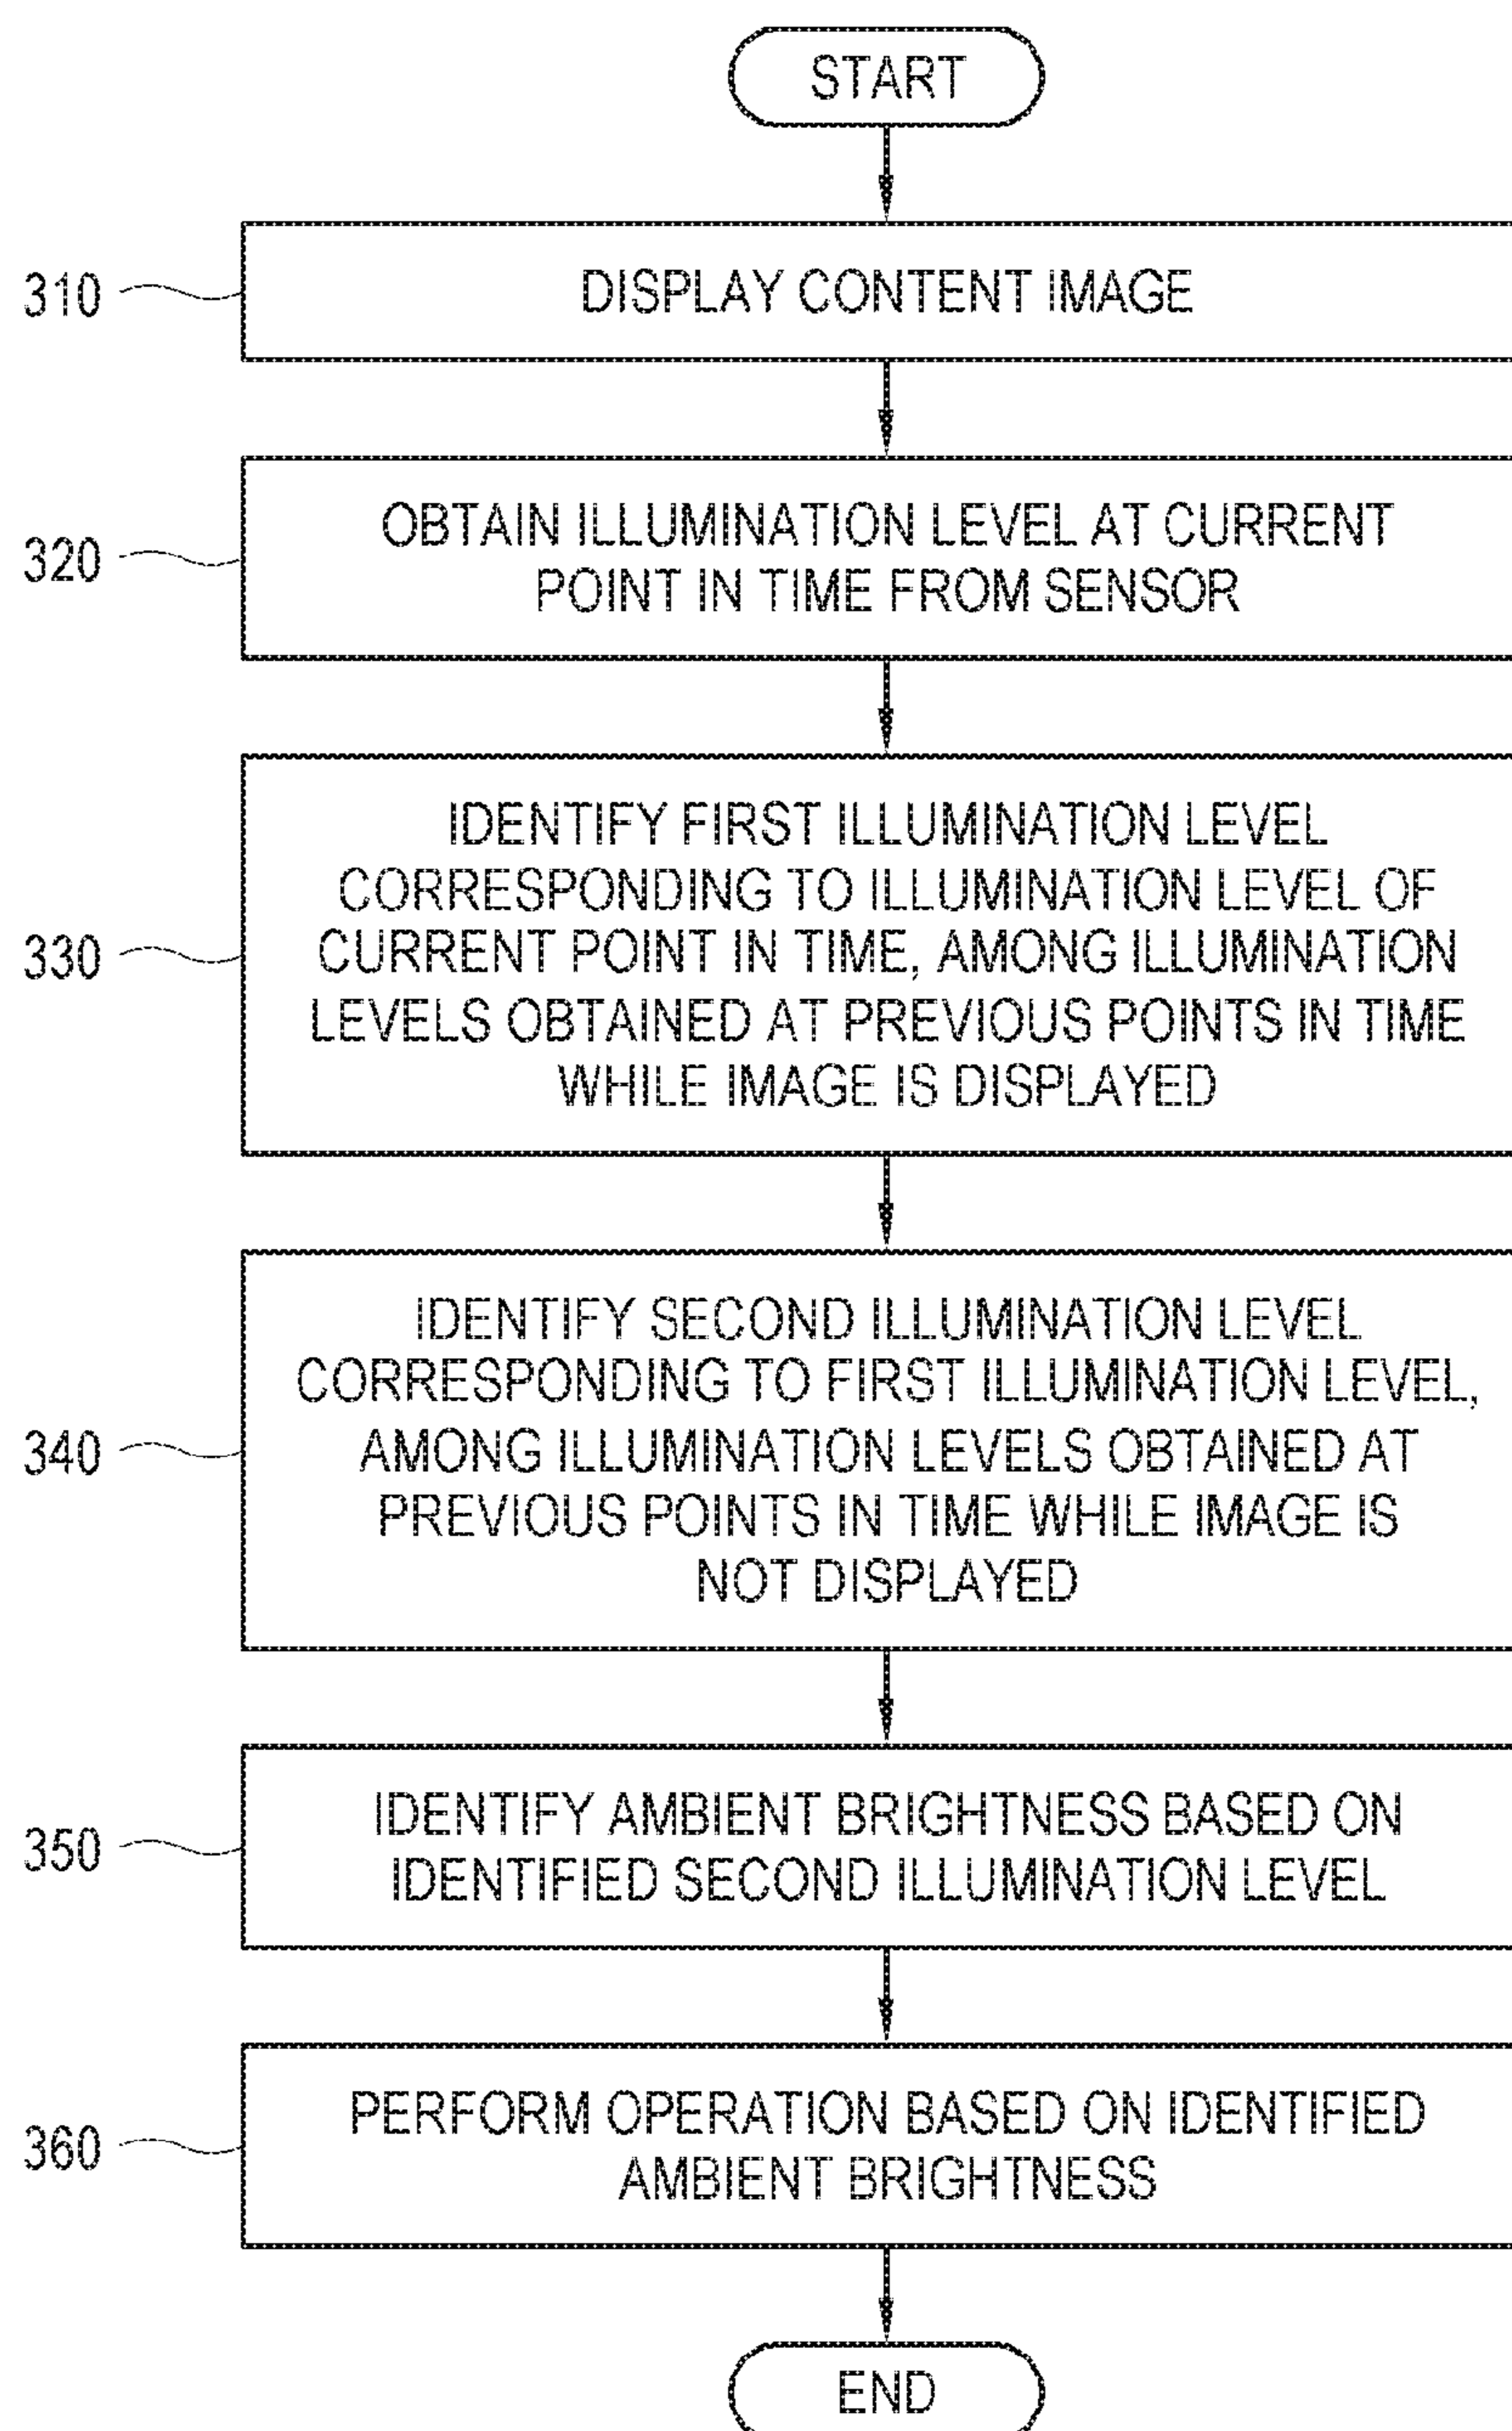 START
310
DISPLAY CONTENT IMAGE
320
OBTAIN ILLUMINATION LEVEL AT CURRENT
POINT IN TIME FROM SENSOR
330
IDENTIFY FIRST ILLUMINATION LEVEL
CORRESPONDING TO ILLUMINATION LEVEL OF
CURRENT POINT IN TIME, AMONG ILLUMINATION
LEVELS OBTAINED AT PREVIOUS POINTS IN TIME
WHILE IMAGE IS DISPLAYED
340
IDENTIFY SECOND ILLUMINATION LEVEL
CORRESPONDING TO FIRST ILLUMINATION LEVEL,
AMONG ILLUMINATION LEVELS OBTAINED AT
PREVIOUS POINTS IN TIME WHILE IMAGE IS
NOT DISPLAYED
350
IDENTIFY AMBIENT BRIGHTNESS BASED ON
IDENTIFIED SECOND ILLUMINATION LEVEL
360
PERFORM OPERATION BASED ON IDENTIFIED
AMBIENT BRIGHTNESS
END